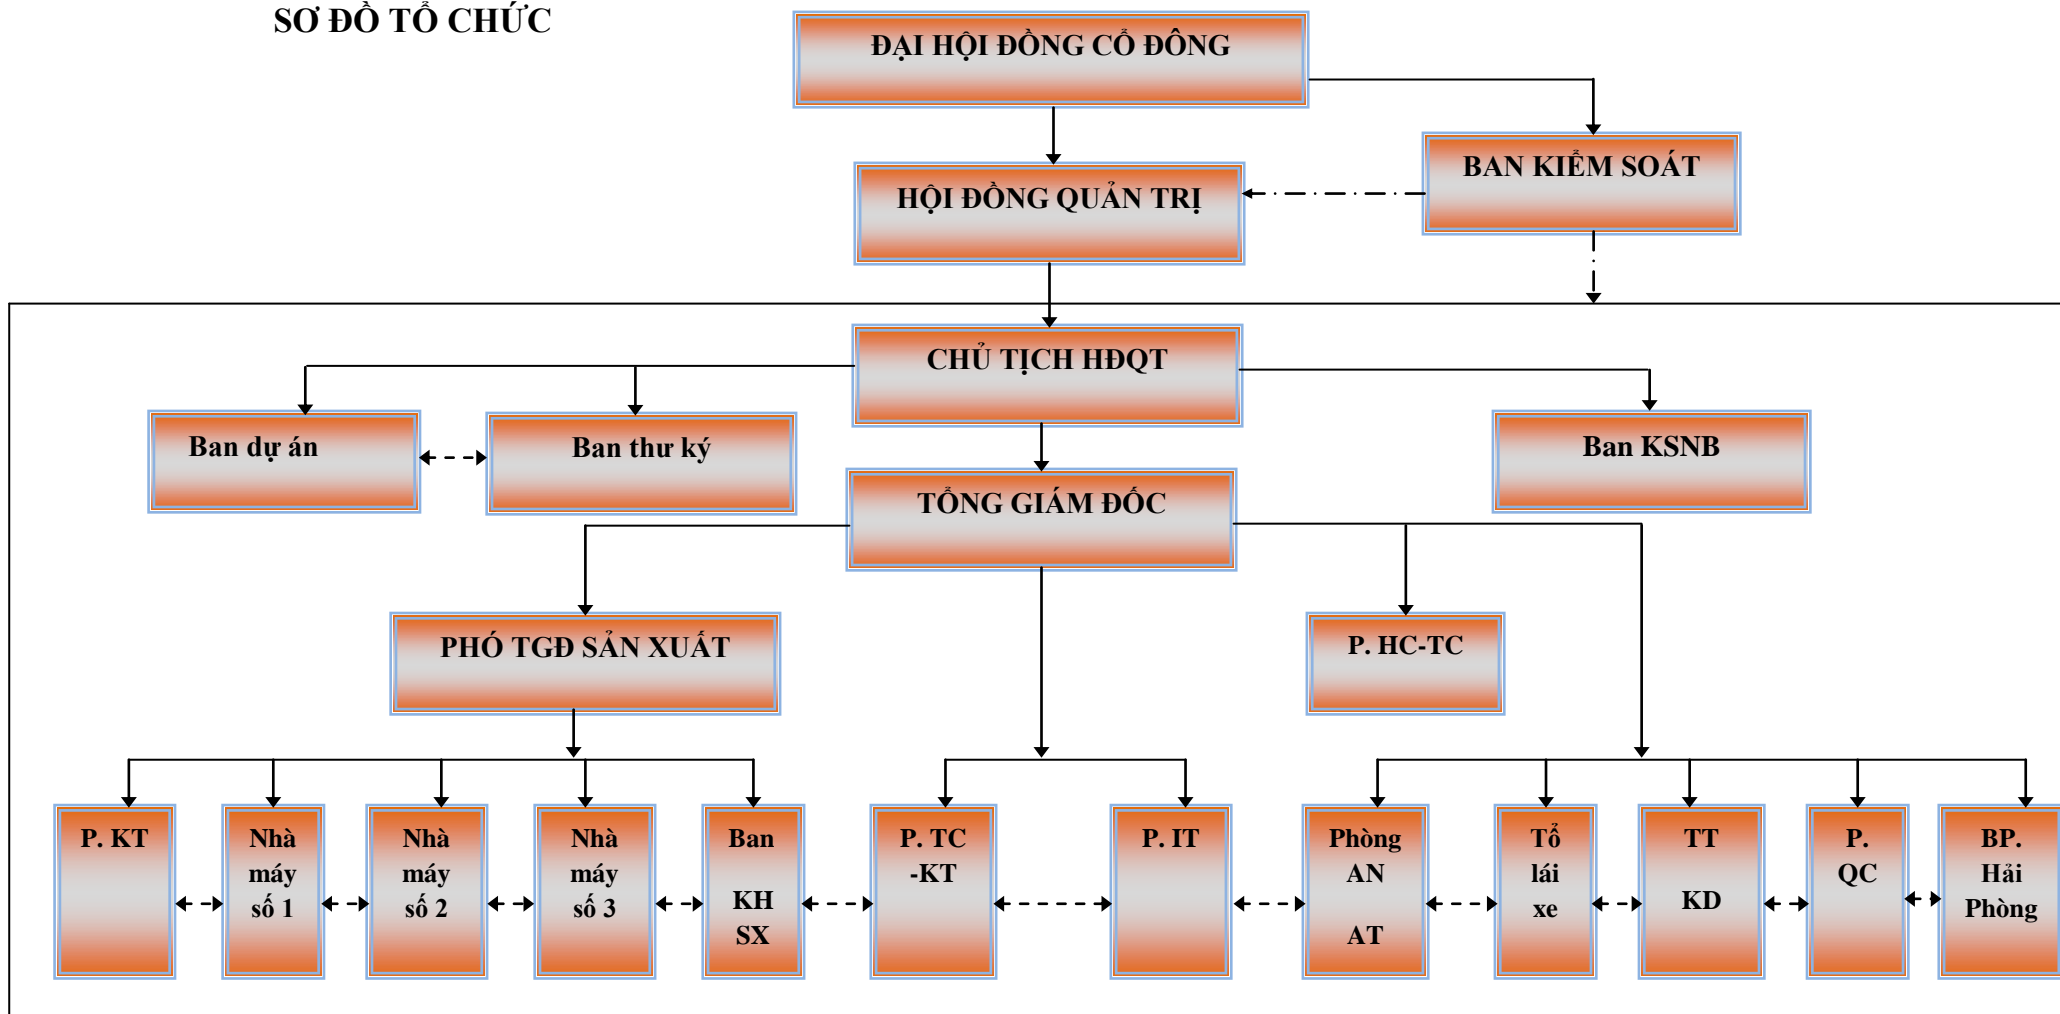 SƠ ĐỒ TỔ CHỨC
ĐẠI HỘI ĐỒNG CỔ ĐÔNG
BAN KIỂM SOÁT
HỘI ĐỒNG QUẢN TRỊ
CHỦ TỊCH HĐQT
Ban dự án
Ban thư ký
Ban KSNB
TỔNG GIÁM ĐỐC
PHÓ TGĐ SẢN XUẤT
P. HC-TC
P. KT
Nhà
máy
số 1
Nhà
máy
số 2
Nhà
máy
số 3
Ban
KH
SX
P. TC
-KT
P. IT
Phòng
AN
AT
Tổ
lái
xe
TT
KD
P.
QC
BP.
Hải
Phòng